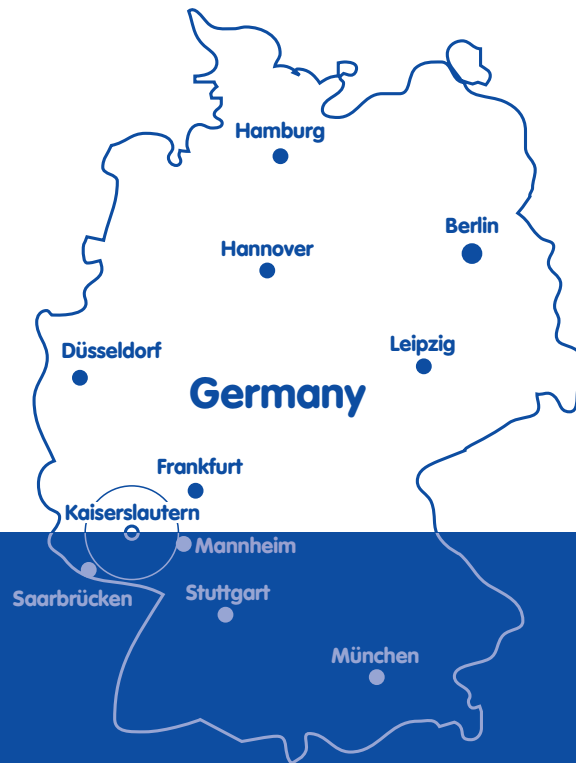 Hamburg
Berlin
Hannover
Leipzig
Düsseldorf
Germany
Frankfurt
Kaiserslautern
Mannheim
Saarbrücken
Stuttgart
München